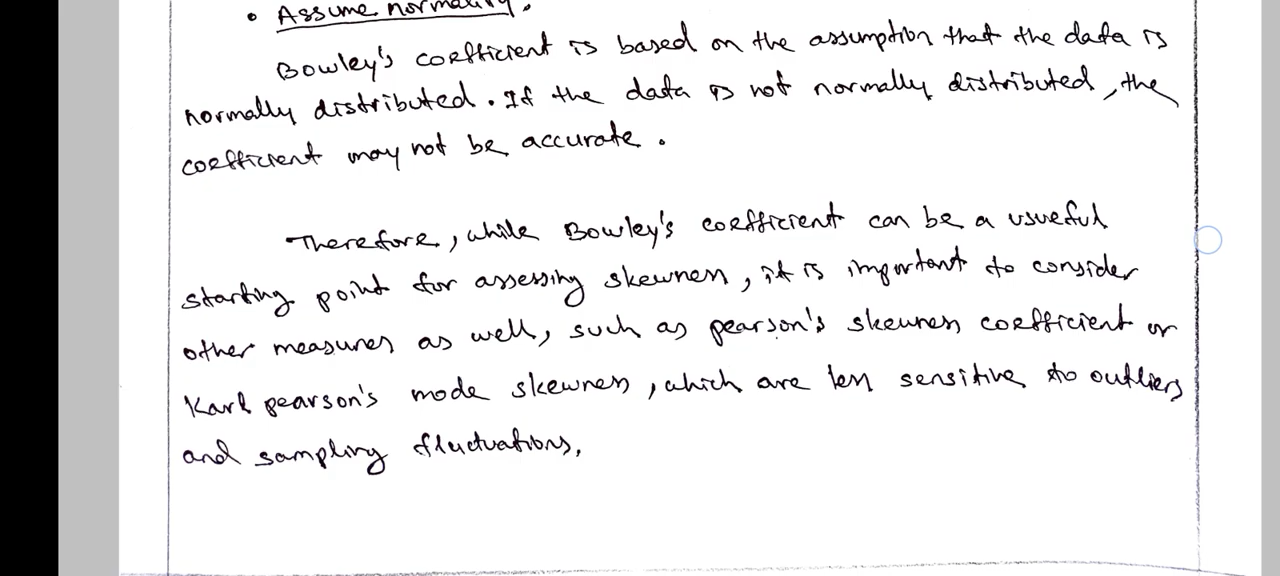 • Assume normality.
Bowley's coefficient is based on the assumption that the data is
normally distributed. If the data is not normally distributed, the
coefficient may not be accurate.
Therefore, while Bowley's coefficient can be a usueful
starting point for assessing skewness, it is important to consider
other measures as well, such as pearson's skewness coefficient or
Karl pearson's mode skewness, which are less sensitive to outliers
and sampling fluctuations,